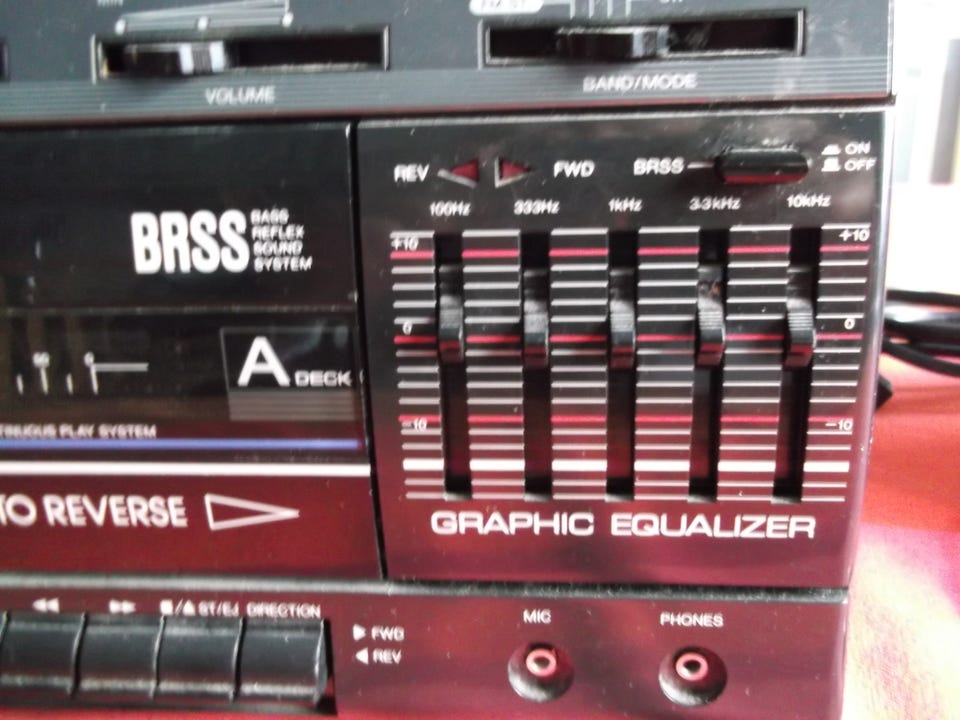 VOLUME
BAND/MODE
REV
FWD
BRSS
ON
OFF
100Hz 333Hz 1kHz 3·3kHz 10kHz
+10
+10
0
0
-10
-10
GRAPHIC EQUALIZER
BRSS
BASS
REFLEX
SOUND
SYSTEM
50
0
A DECK
PLAY SYSTEM
REVERSE
ST/EJ DIRECTION
FWD
REV
MIC
PHONES